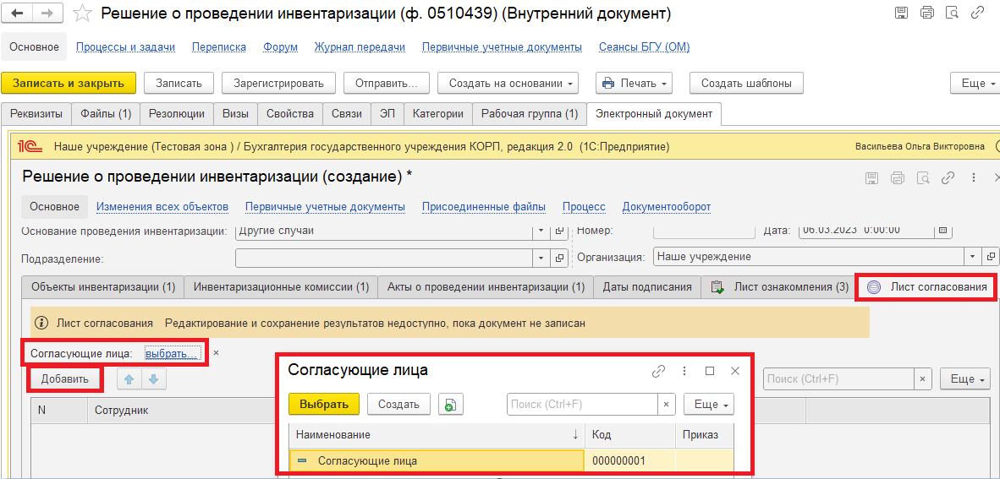 Решение о проведении инвентаризации (ф. 0510439) (Внутренний документ)
Основное Процессы и задачи Переписка Форум Журнал передачи Первичные учетные документы Сеансы БГУ (ОМ)
Записать и закрыть Записать Зарегистрировать Отправить... Создать на основании Печать Создать шаблоны Еще
Реквизиты Файлы (1) Резолюции Визы Свойства Связи ЭП Категории Рабочая группа (1) Электронный документ
1С Наше учреждение (Тестовая зона ) / Бухгалтерия государственного учреждения КОРП, редакция 2.0 (1С:Предприятие) Васильева Ольга Викторовна
Решение о проведении инвентаризации (создание) *
Основное Изменения всех объектов Первичные учетные документы Присоединенные файлы Процесс Документооборот
Основание проведения инвентаризации: Другие случаи Номер: Дата: 06.03.2023 0:00:00
Подразделение: Организация: Наше учреждение
Объекты инвентаризации (1) Инвентаризационные комиссии (1) Акты о проведении инвентаризации (1) Даты подписания Лист ознакомления (3) Лист согласования
Лист согласования Редактирование и сохранение результатов недоступно, пока документ не записан
Согласующие лица: выбрать... ×
Добавить Поиск (Ctrl+F) × Еще
N Сотрудник
Согласующие лица
Выбрать Создать Поиск (Ctrl+F) × Еще
Наименование ↓ Код Приказ
Согласующие лица 000000001